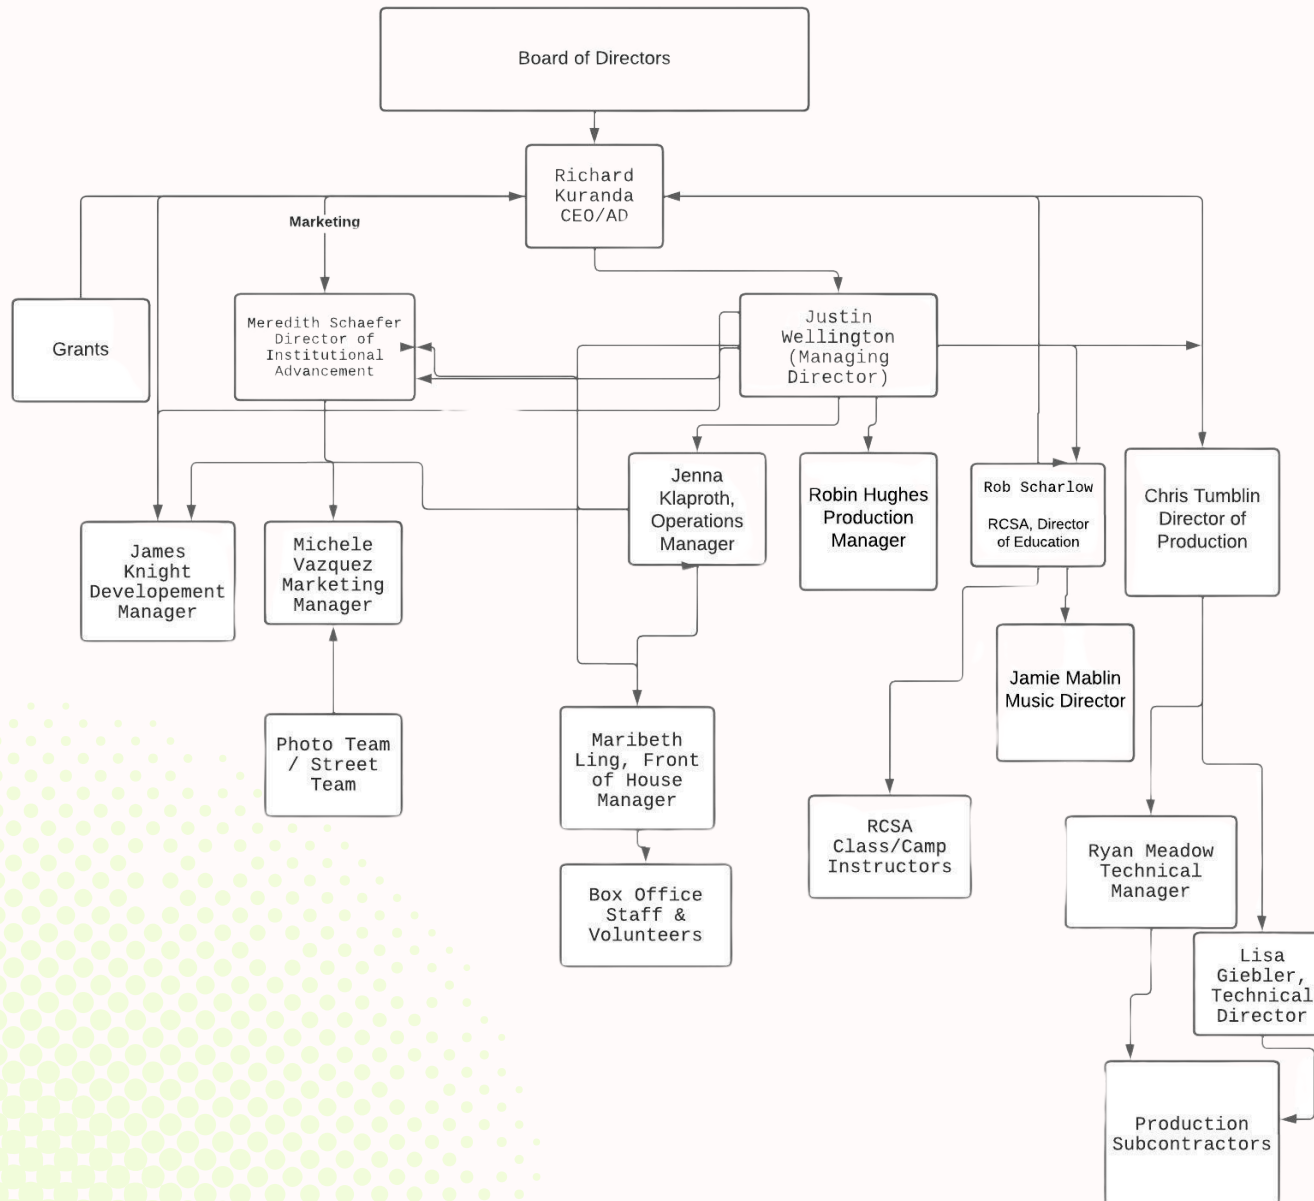 Board of Directors
Richard
Kuranda
CEO/AD
Marketing
Grants
Meredith Schaefer
Director of
Institutional
Advancement
Justin
Wellington
(Managing
Director)
Jenna
Klaproth,
Operations
Manager
Robin Hughes
Production
Manager
Rob Scharlow
RCSA, Director
of Education
Chris Tumblin
Director of
Production
James
Knight
Developement
Manager
Michele
Vazquez
Marketing
Manager
Jamie Mablin
Music Director
Photo Team
/ Street
Team
Maribeth
Ling, Front
of House
Manager
RCSA
Class/Camp
Instructors
Ryan Meadow
Technical
Manager
Box Office
Staff &
Volunteers
Lisa
Giebler,
Technical
Director
Production
Subcontractors